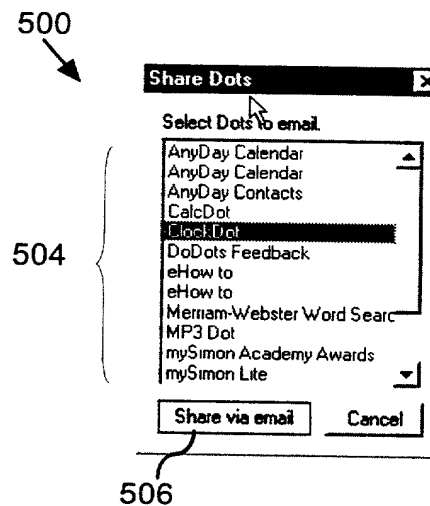 500
Share Dots
Select Dots to email.
AnyDay Calendar
AnyDay Calendar
AnyDay Contacts
CalcDot
ClockDot
504
DoDots Feedback
eHow to
eHow to
Merriam-Webster Word Searc
MP3 Dot
mySimon Academy Awards
mySimon Lite
Share via email Cancel
506